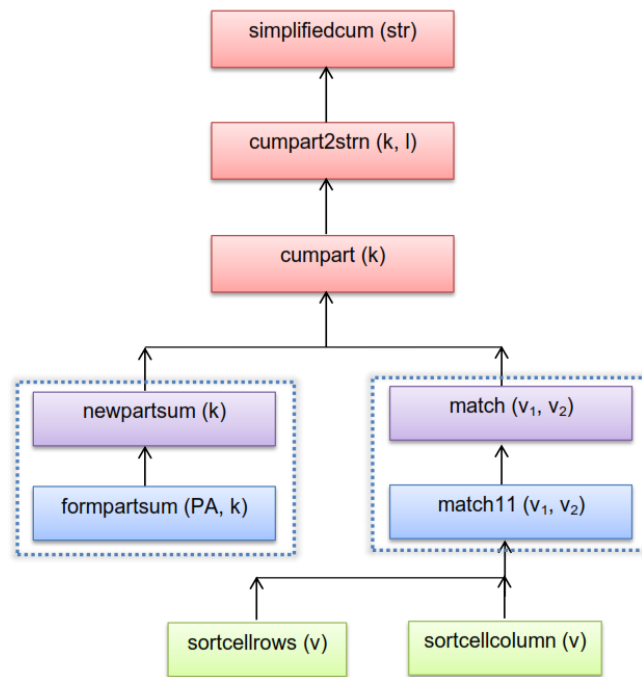 simplifiedcum (str)
cumpart2strn (k, l)
cumpart (k)
newpartsum (k)
match (v₁, v₂)
formpartsum (PA, k)
match11 (v₁, v₂)
sortcellrows (v)
sortcellcolumn (v)